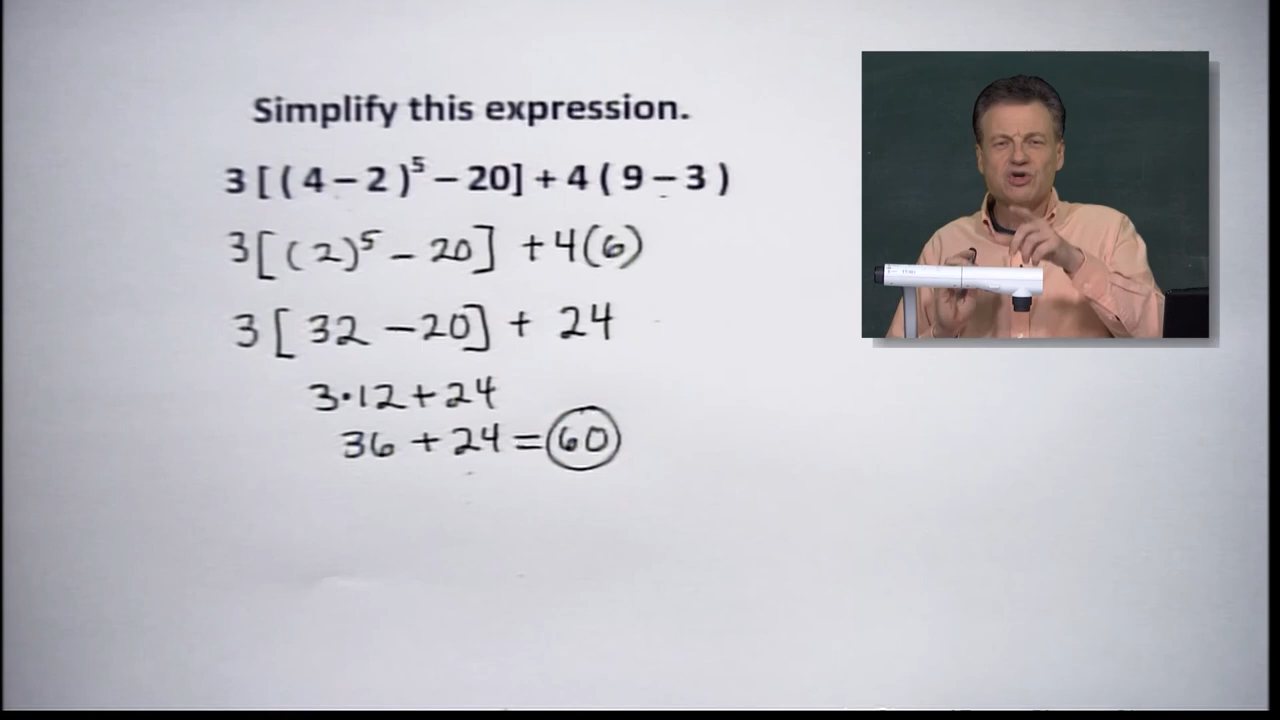 Simplify this expression.
3 [ ( 4 – 2 )⁵ – 20] + 4 ( 9 – 3 )
3[(2)⁵ – 20] + 4(6)
3[32 – 20] + 24
3·12 + 24
36 + 24 = 60